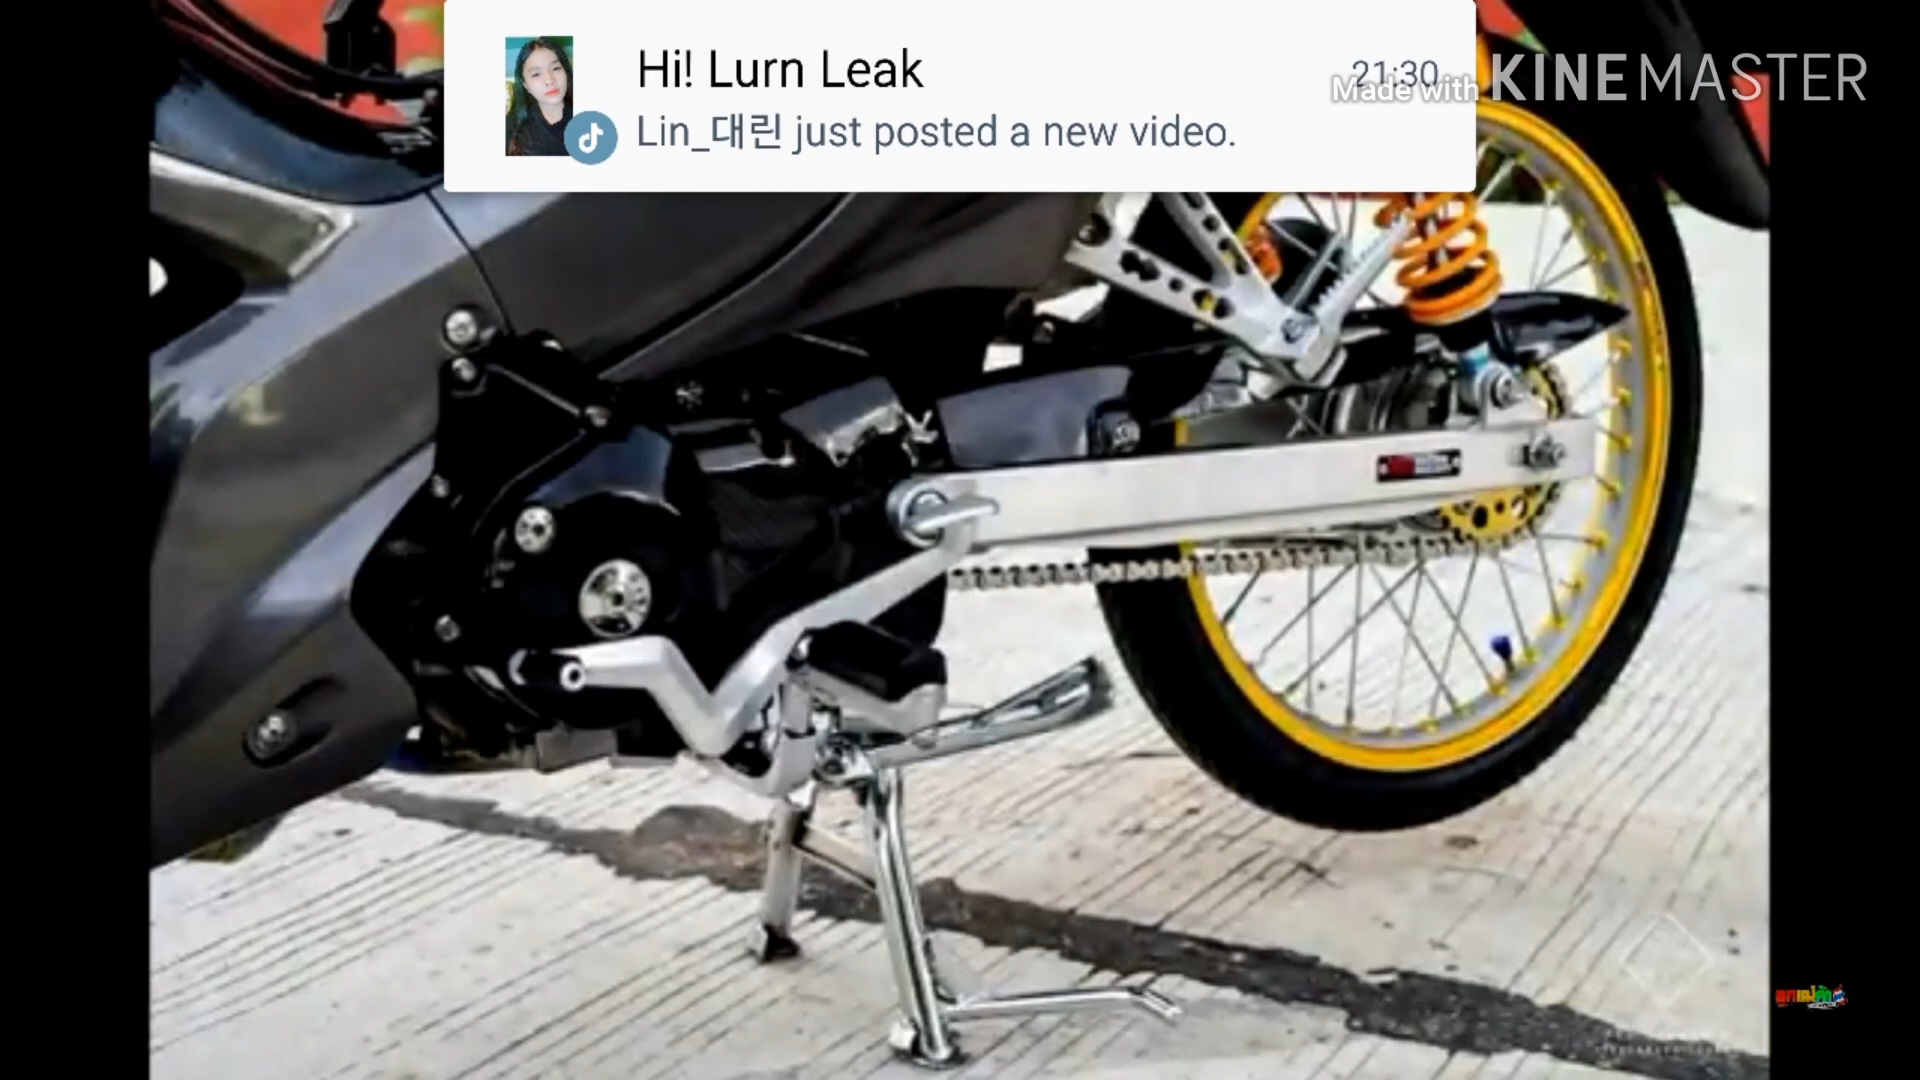 Hi! Lurn Leak
21:30
Made with KINEMASTER
Lin_대린 just posted a new video.